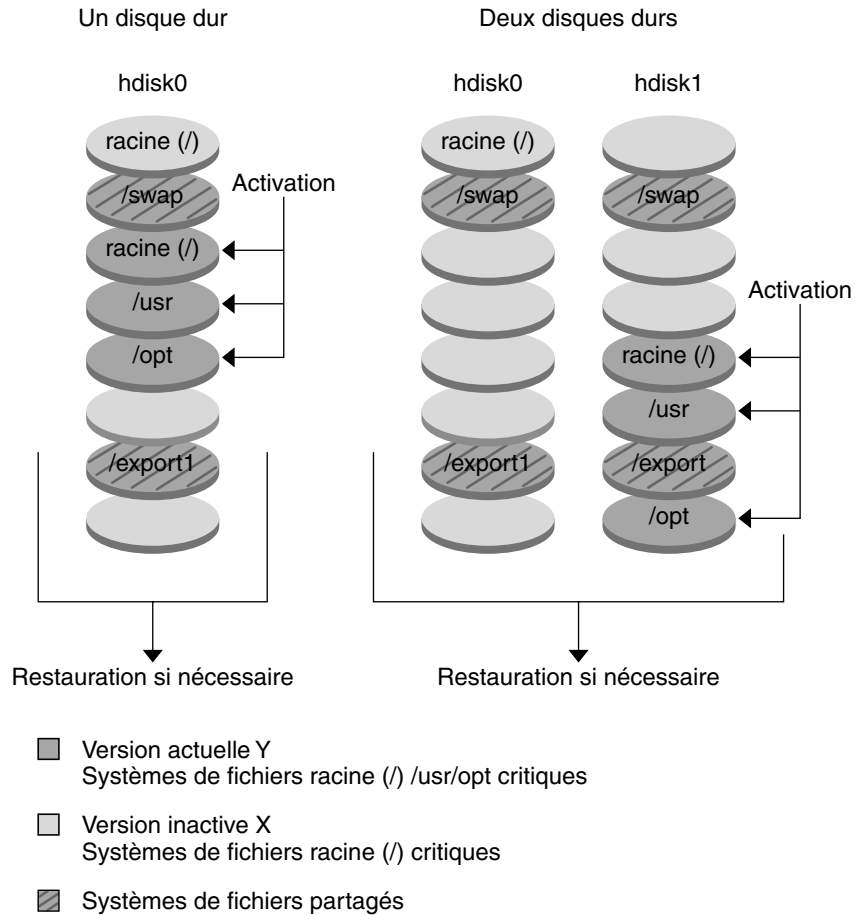 Un disque dur
Deux disques durs
hdisk0
racine (/)
/swap
Activation
racine (/)
/usr
/opt
/export1
Restauration si nécessaire
hdisk0
hdisk1
racine (/)
/swap
/swap
Activation
racine (/)
/usr
/export1
/export
/opt
Restauration si nécessaire
Version actuelle Y
Systèmes de fichiers racine (/) /usr/opt critiques
Version inactive X
Systèmes de fichiers racine (/) critiques
Systèmes de fichiers partagés